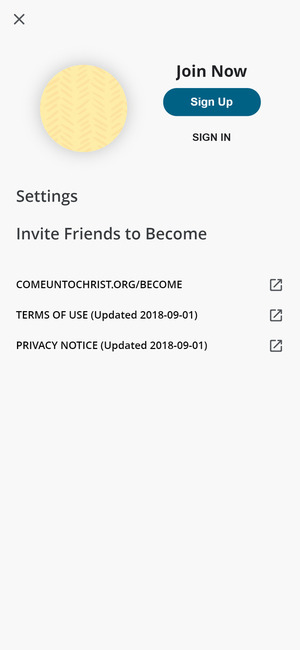 Join Now
Sign Up
SIGN IN
Settings
Invite Friends to Become
COMEUNTOCHRIST.ORG/BECOME
TERMS OF USE (Updated 2018-09-01)
PRIVACY NOTICE (Updated 2018-09-01)